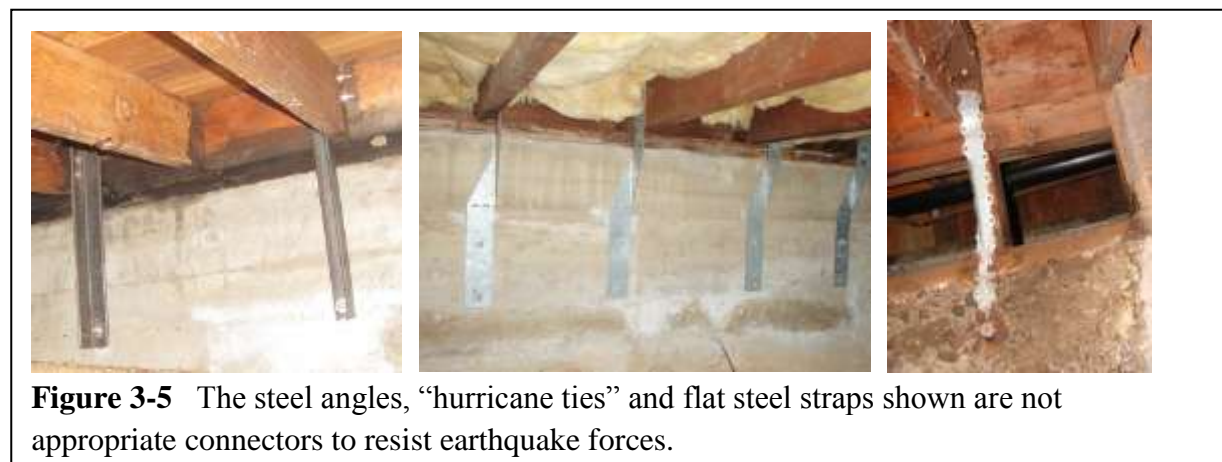 Figure 3-5 The steel angles, “hurricane ties” and flat steel straps shown are not
appropriate connectors to resist earthquake forces.